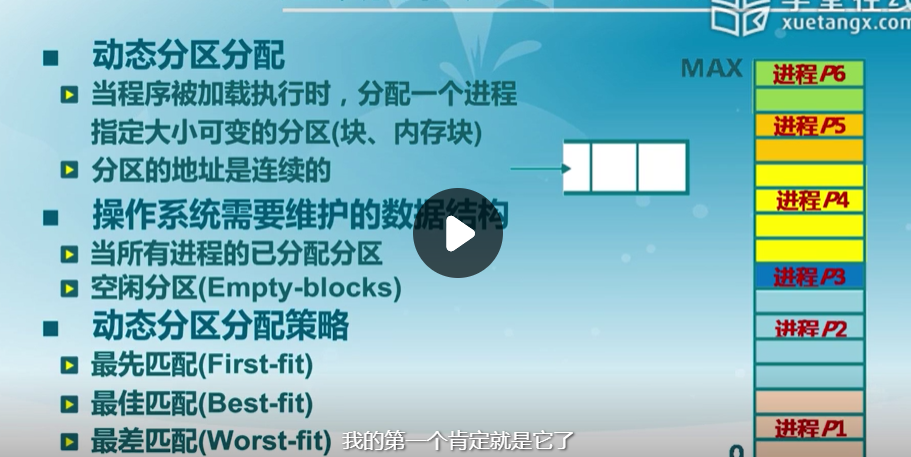 xuetangx.com
动态分区分配
当程序被加载执行时，分配一个进程
指定大小可变的分区(块、内存块)
分区的地址是连续的
操作系统需要维护的数据结构
当所有进程的已分配分区
空闲分区(Empty-blocks)
动态分区分配策略
最先匹配(First-fit)
最佳匹配(Best-fit)
最差匹配(Worst-fit)
MAX
进程P6
进程P5
进程P4
进程P3
进程P2
进程P1
0
我的第一个肯定就是它了